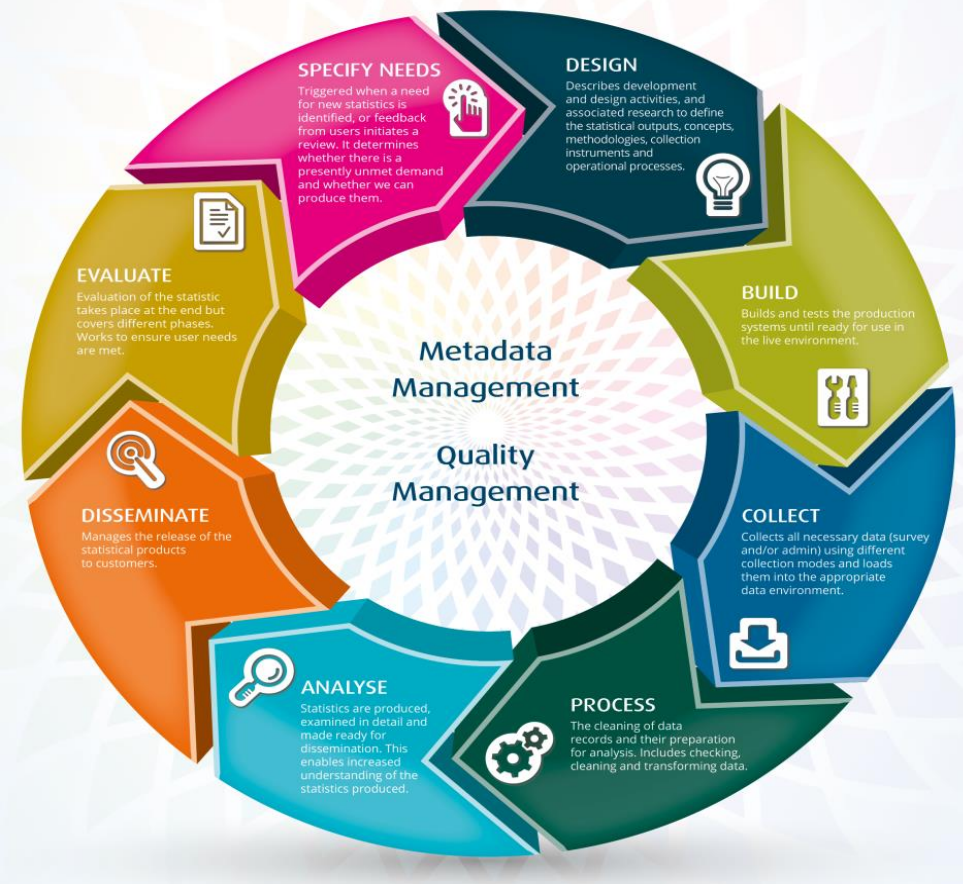 SPECIFY NEEDS
Triggered when a need
for new statistics is
identified, or feedback
from users initiates a
review. It determines
whether there is a
presently unmet demand
and whether we can
produce them.
DESIGN
Describes development
and design activities, and
associated research to define
the statistical outputs, concepts,
methodologies, collection
instruments and
operational processes.
BUILD
Builds and tests the production
systems until ready for use in
the live environment.
COLLECT
Collects all necessary data (survey
and/or admin) using different
collection modes and loads
them into the appropriate
data environment.
PROCESS
The cleaning of data
records and their preparation
for analysis. Includes checking,
cleaning and transforming data.
ANALYSE
Statistics are produced,
examined in detail and
made ready for
dissemination. This
enables increased
understanding of the
statistics produced.
DISSEMINATE
Manages the release of the
statistical products
to customers.
EVALUATE
Evaluation of the statistic
takes place at the end but
covers different phases.
Works to ensure user needs
are met.
Metadata
Management
Quality
Management